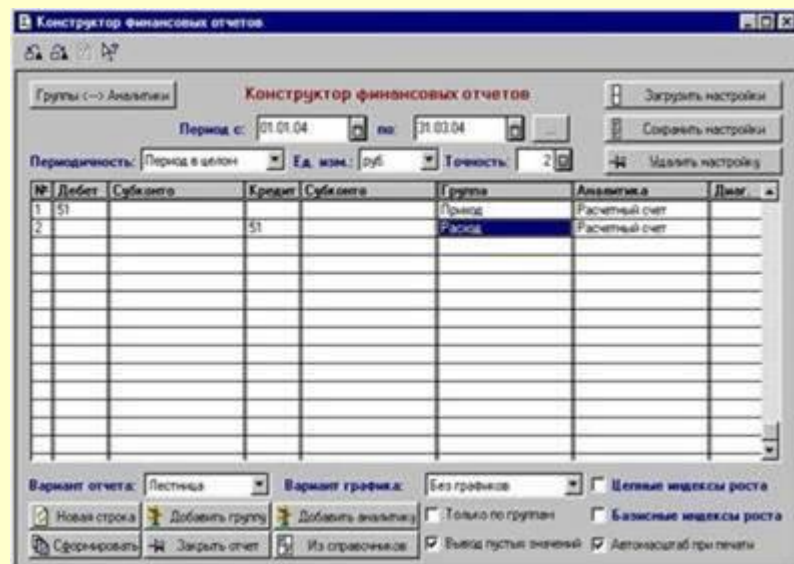 Конструктор финансовых отчетов
Группы <--> Аналитики Конструктор финансовых отчетов Загрузить настройки
Период с: 01.01.04 по: 31.03.04 ... Сохранить настройки
Периодичность: Период в целом Ед. изм.: руб. Точность: 2 Удалить настройку
№ Дебет Субконто Кредит Субконто Группа Аналитика Диаг.
1 51 Приход Расчетный счет
2 51 Расход Расчетный счет
Вариант отчета: Лестница Вариант графика: Без графиков Цепные индексы роста
Новая строка Добавить группу Добавить аналитику Только по группам Базисные индексы роста
Сформировать Закрыть отчет Из справочников Вывод пустых значений Автомасштаб при печати